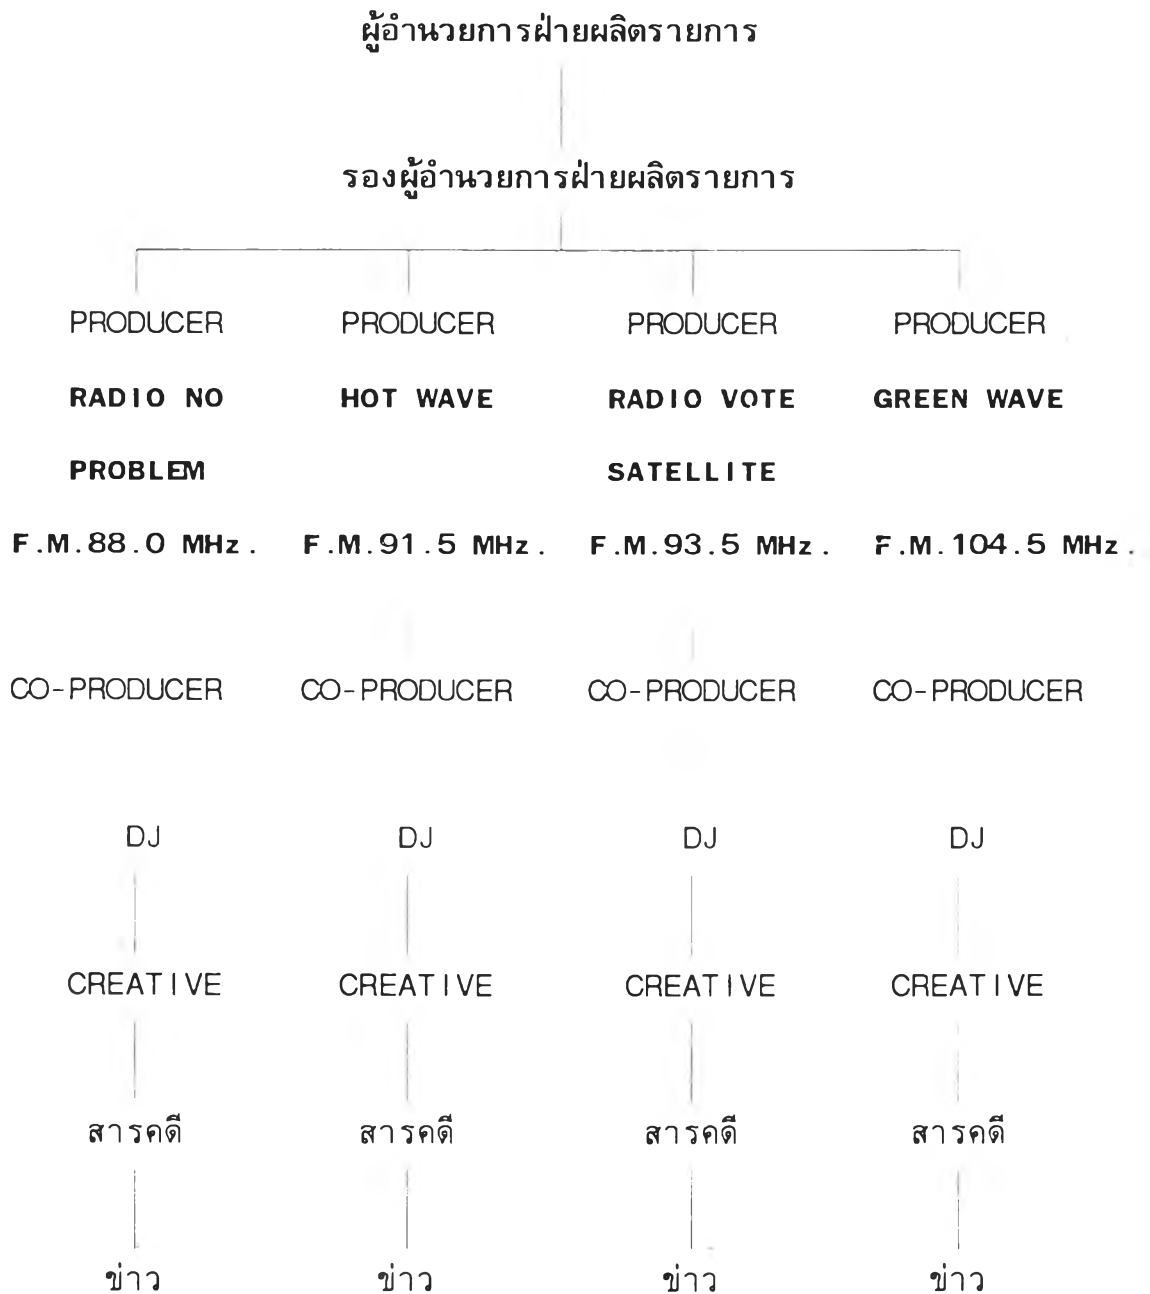 ผู้อำนวยการฝ่ายผลิตรายการ
รองผู้อำนวยการฝ่ายผลิตรายการ
PRODUCER PRODUCER PRODUCER PRODUCER
RADIO NO HOT WAVE RADIO VOTE GREEN WAVE
PROBLEM SATELLITE
F.M.88.0 MHz. F.M.91.5 MHz. F.M.93.5 MHz. F.M.104.5 MHz.
CO-PRODUCER CO-PRODUCER CO-PRODUCER CO-PRODUCER
DJ DJ DJ DJ
CREATIVE CREATIVE CREATIVE CREATIVE
สารคดี สารคดี สารคดี สารคดี
ข่าว ข่าว ข่าว ข่าว